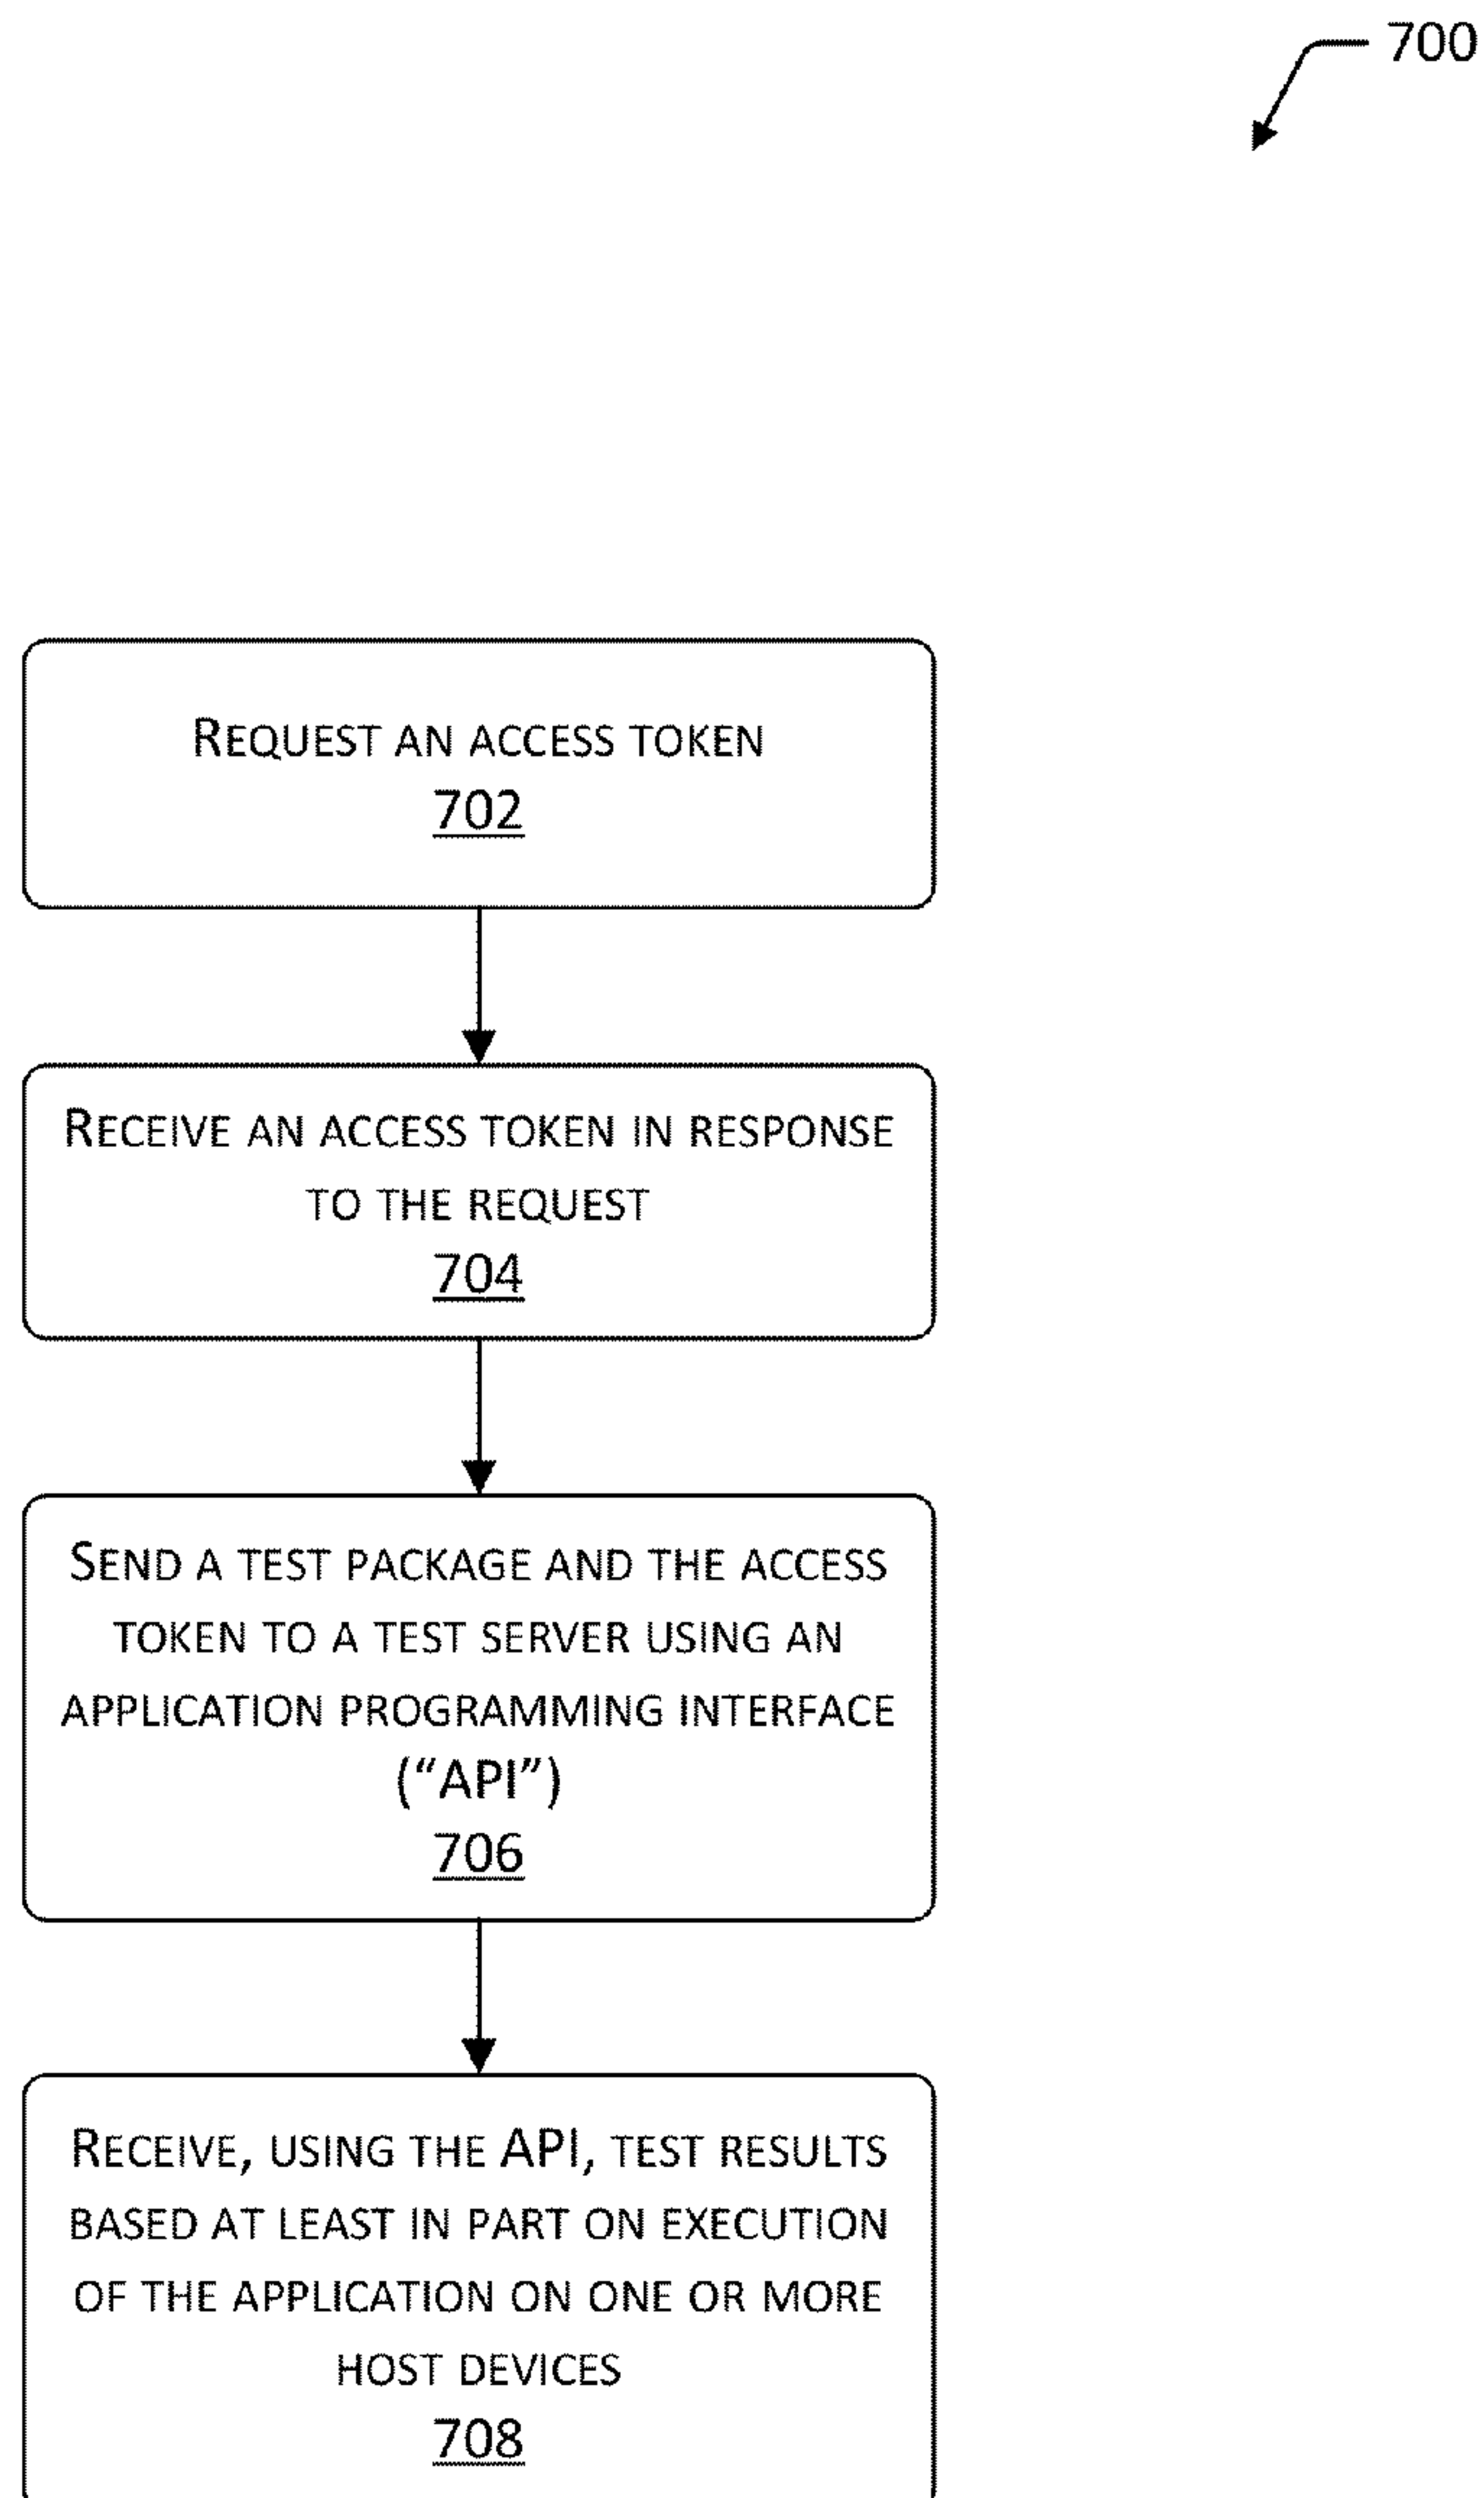 700
REQUEST AN ACCESS TOKEN
702
RECEIVE AN ACCESS TOKEN IN RESPONSE
TO THE REQUEST
704
SEND A TEST PACKAGE AND THE ACCESS
TOKEN TO A TEST SERVER USING AN
APPLICATION PROGRAMMING INTERFACE
(“API”)
706
RECEIVE, USING THE API, TEST RESULTS
BASED AT LEAST IN PART ON EXECUTION
OF THE APPLICATION ON ONE OR MORE
HOST DEVICES
708